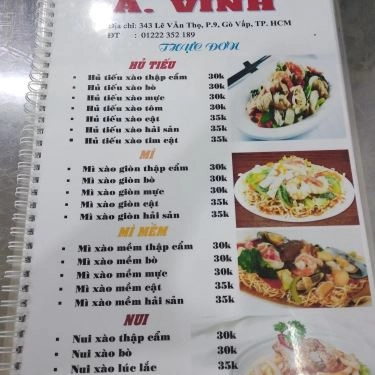 A. VINH
Địa chỉ: 343 Lê Văn Thọ, P.9, Gò Vấp, TP. HCM
ĐT : 01222 352 189
THỰC ĐƠN
HỦ TIẾU
▪ Hủ tiếu xào thập cẩm 30k
▪ Hủ tiếu xào bò 30k
▪ Hủ tiếu xào mực 30k
▪ Hủ tiếu xào tôm 30k
▪ Hủ tiếu xào cật 35k
▪ Hủ tiếu xào hải sản 35k
▪ Hủ tiếu xào tim cật 35k
MÌ
▪ Mì xào giòn thập cẩm 30k
▪ Mì xào giòn bò 30k
▪ Mì xào giòn mực 30k
▪ Mì xào giòn cật 35k
▪ Mì xào giòn hải sản 35k
MÌ MỀM
▪ Mì xào mềm thập cẩm 30k
▪ Mì xào mềm bò 30k
▪ Mì xào mềm mực 30k
▪ Mì xào mềm cật 35k
▪ Mì xào mềm hải sản 35k
NUI
▪ Nui xào thập cẩm 30k
▪ Nui xào bò 30k
▪ Nui xào lúc lắc 35k